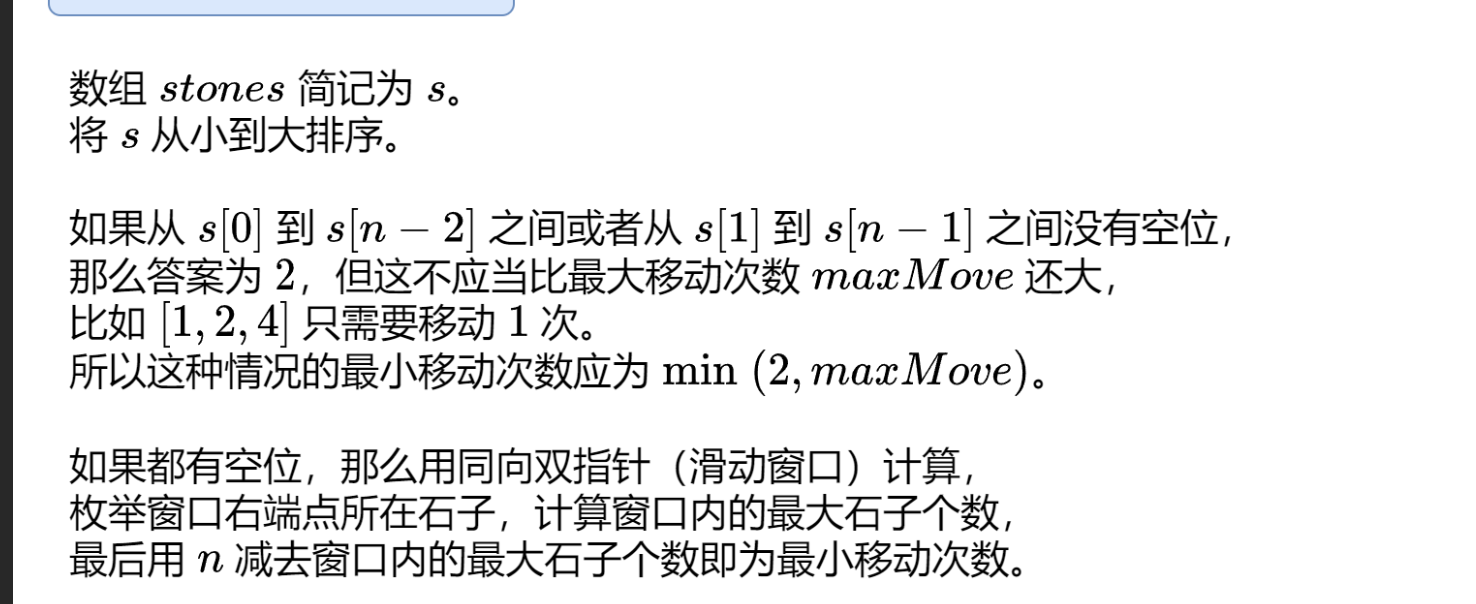 数组 stones 简记为 s。
将 s 从小到大排序。
如果从 s[0] 到 s[n − 2] 之间或者从 s[1] 到 s[n − 1] 之间没有空位，
那么答案为 2，但这不应当比最大移动次数 maxMove 还大，
比如 [1, 2, 4] 只需要移动 1 次。
所以这种情况的最小移动次数应为 min (2, maxMove)。
如果都有空位，那么用同向双指针（滑动窗口）计算，
枚举窗口右端点所在石子，计算窗口内的最大石子个数，
最后用 n 减去窗口内的最大石子个数即为最小移动次数。